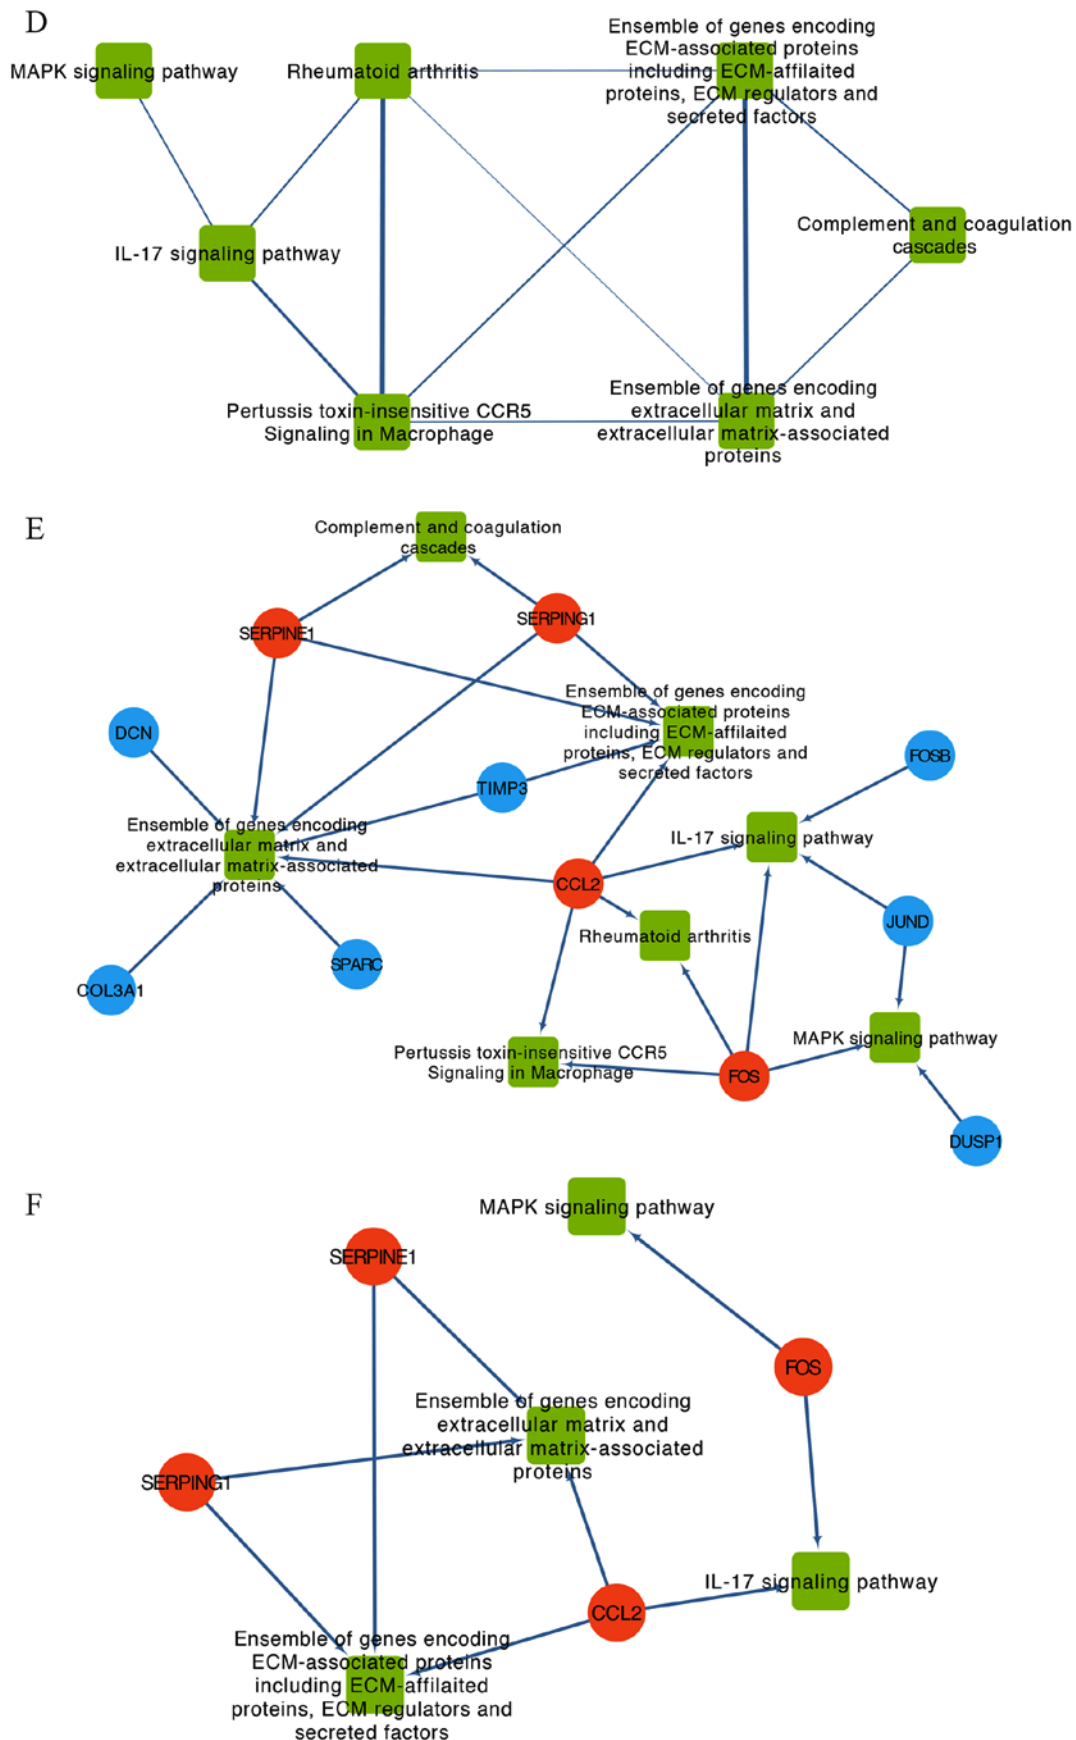 D
MAPK signaling pathway
Rheumatoid arthritis
Ensemble of genes encoding
ECM-associated proteins
including ECM-affilaited
proteins, ECM regulators and
secreted factors
IL-17 signaling pathway
Complement and coagulation
cascades
Pertussis toxin-insensitive CCR5
Signaling in Macrophage
Ensemble of genes encoding
extracellular matrix and
extracellular matrix-associated
proteins
E
Complement and coagulation
cascades
SERPINE1
SERPING1
Ensemble of genes encoding
ECM-associated proteins
including ECM-affilaited
proteins, ECM regulators and
secreted factors
DCN
FOSB
TIMP3
Ensemble of genes encoding
extracellular matrix and
extracellular matrix-associated
proteins
IL-17 signaling pathway
CCL2
JUND
Rheumatoid arthritis
SPARC
COL3A1
MAPK signaling pathway
Pertussis toxin-insensitive CCR5
Signaling in Macrophage
FOS
DUSP1
F
MAPK signaling pathway
SERPINE1
FOS
Ensemble of genes encoding
extracellular matrix and
extracellular matrix-associated
proteins
SERPING1
IL-17 signaling pathway
CCL2
Ensemble of genes encoding
ECM-associated proteins
including ECM-affilaited
proteins, ECM regulators and
secreted factors